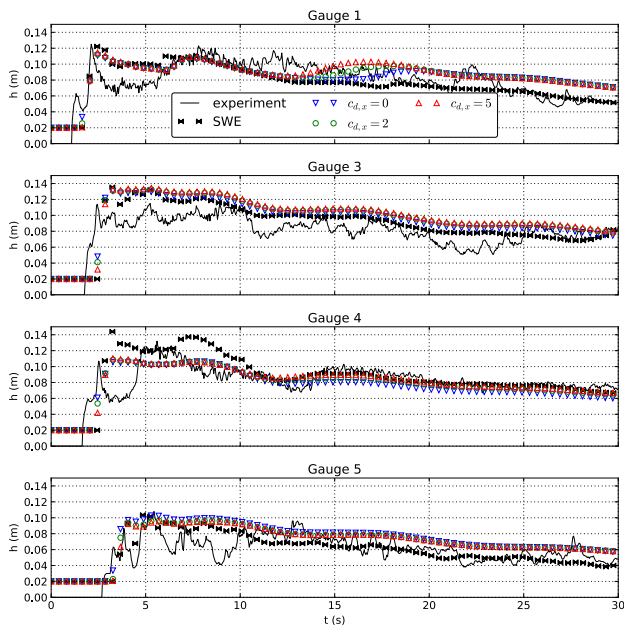 Gauge 1
0.14
0.12
0.10
0.08
0.06
0.04
0.02
0.00
h (m)
experiment
SWE
c_{d,x} = 0
c_{d,x} = 2
c_{d,x} = 5
Gauge 3
0.14
0.12
0.10
0.08
0.06
0.04
0.02
0.00
h (m)
Gauge 4
0.14
0.12
0.10
0.08
0.06
0.04
0.02
0.00
h (m)
Gauge 5
0.14
0.12
0.10
0.08
0.06
0.04
0.02
0.00
h (m)
0 5 10 15 20 25 30
t (s)